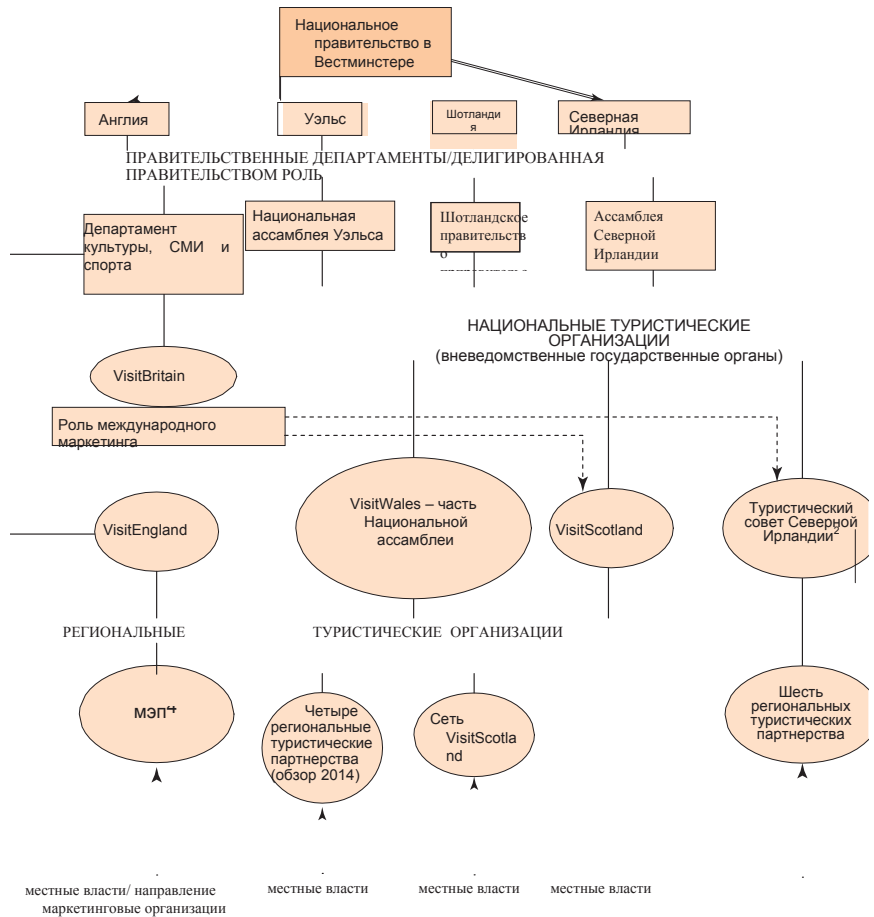 Национальное
правительство в
Вестминстере
Англия
Уэльс
Шотланди
я
Северная
Ирландия
ПРАВИТЕЛЬСТВЕННЫЕ ДЕПАРТАМЕНТЫ/ДЕЛИГИРОВАННАЯ
ПРАВИТЕЛЬСТВОМ РОЛЬ
Департамент
культуры, СМИ и
спорта
Национальная
ассамблея Уэльса
Шотландское
правительств
о
Ассамблея
Северной
Ирландии
НАЦИОНАЛЬНЫЕ ТУРИСТИЧЕСКИЕ
ОРГАНИЗАЦИИ
(вневедомственные государственные органы)
VisitBritain
Роль международного
маркетинга
VisitEngland
VisitWales – часть
Национальной
ассамблеи
VisitScotland
Туристический
совет Северной
Ирландии2
РЕГИОНАЛЬНЫЕ ТУРИСТИЧЕСКИЕ ОРГАНИЗАЦИИ
МЭП
Четыре
региональные
туристические
партнерства
(обзор 2014)
Сеть
VisitScotla
nd
Шесть
региональных
туристических
партнерства
местные власти/ направление
маркетинговые организации
местные власти
местные власти
местные власти